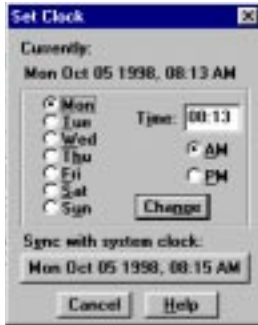 Set Clock
Currently:
Mon Oct 05 1998, 08:13 AM
Mon
Tue
Wed
Thu
Fri
Sat
Sun
Time: 08:13
AM
PM
Change
Sync with system clock:
Mon Oct 05 1998, 08:15 AM
Cancel Help